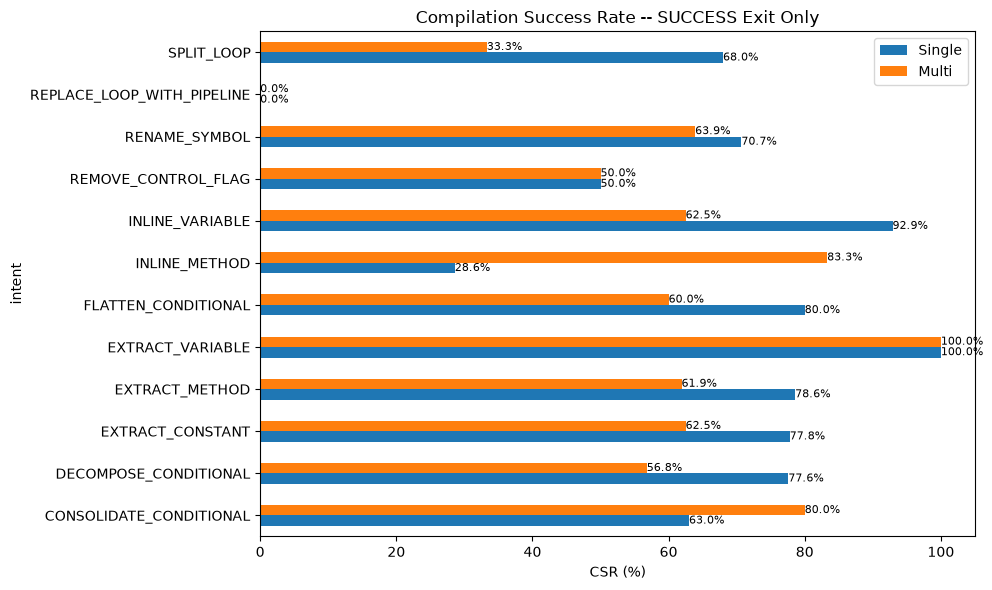 Compilation Success Rate -- SUCCESS Exit Only
Single
Multi
SPLIT_LOOP
33.3%
68.0%
REPLACE_LOOP_WITH_PIPELINE
0.0%
0.0%
RENAME_SYMBOL
63.9%
70.7%
REMOVE_CONTROL_FLAG
50.0%
50.0%
INLINE_VARIABLE
62.5%
92.9%
INLINE_METHOD
83.3%
28.6%
FLATTEN_CONDITIONAL
60.0%
80.0%
EXTRACT_VARIABLE
100.0%
100.0%
EXTRACT_METHOD
61.9%
78.6%
EXTRACT_CONSTANT
62.5%
77.8%
DECOMPOSE_CONDITIONAL
56.8%
77.6%
CONSOLIDATE_CONDITIONAL
80.0%
63.0%
intent
0 20 40 60 80 100
CSR (%)